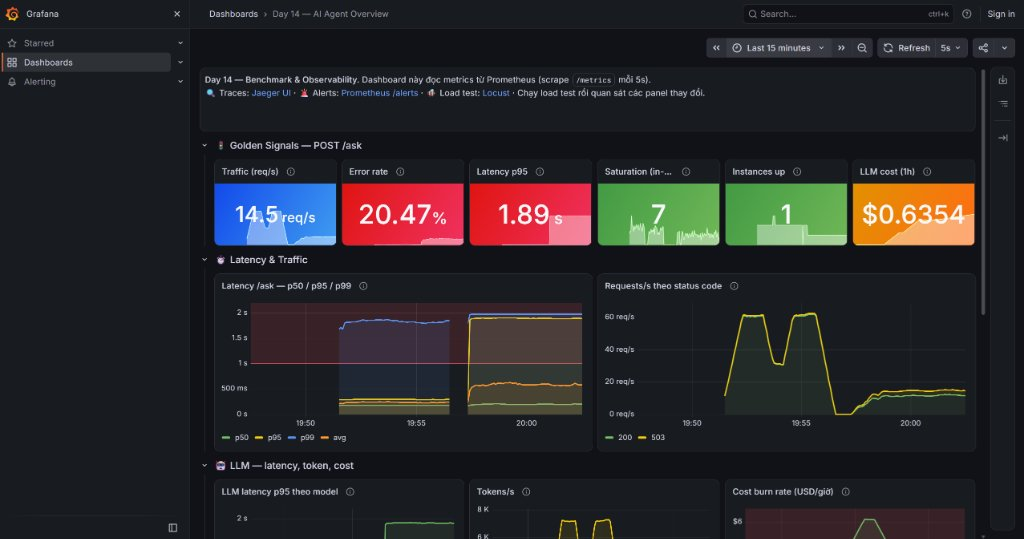 Grafana
Dashboards › Day 14 — AI Agent Overview
Search...
ctrl+k
Sign in
Starred
Dashboards
Alerting
Last 15 minutes
Refresh
5s
Day 14 — Benchmark & Observability. Dashboard này đọc metrics từ Prometheus (scrape /metrics mỗi 5s).
Traces: Jaeger UI · Alerts: Prometheus /alerts · Load test: Locust · Chạy load test rồi quan sát các panel thay đổi.
Golden Signals — POST /ask
Traffic (req/s)
14.5 req/s
Error rate
20.47%
Latency p95
1.89 s
Saturation (in-...
7
Instances up
1
LLM cost (1h)
$0.6354
Latency & Traffic
Latency /ask — p50 / p95 / p99
2 s
1.5 s
1 s
500 ms
0 s
19:50
19:55
20:00
p50
p95
p99
avg
Requests/s theo status code
60 req/s
40 req/s
20 req/s
0 req/s
19:50
19:55
20:00
200
503
LLM — latency, token, cost
LLM latency p95 theo model
2 s
Tokens/s
8 K
6 K
Cost burn rate (USD/giờ)
$6